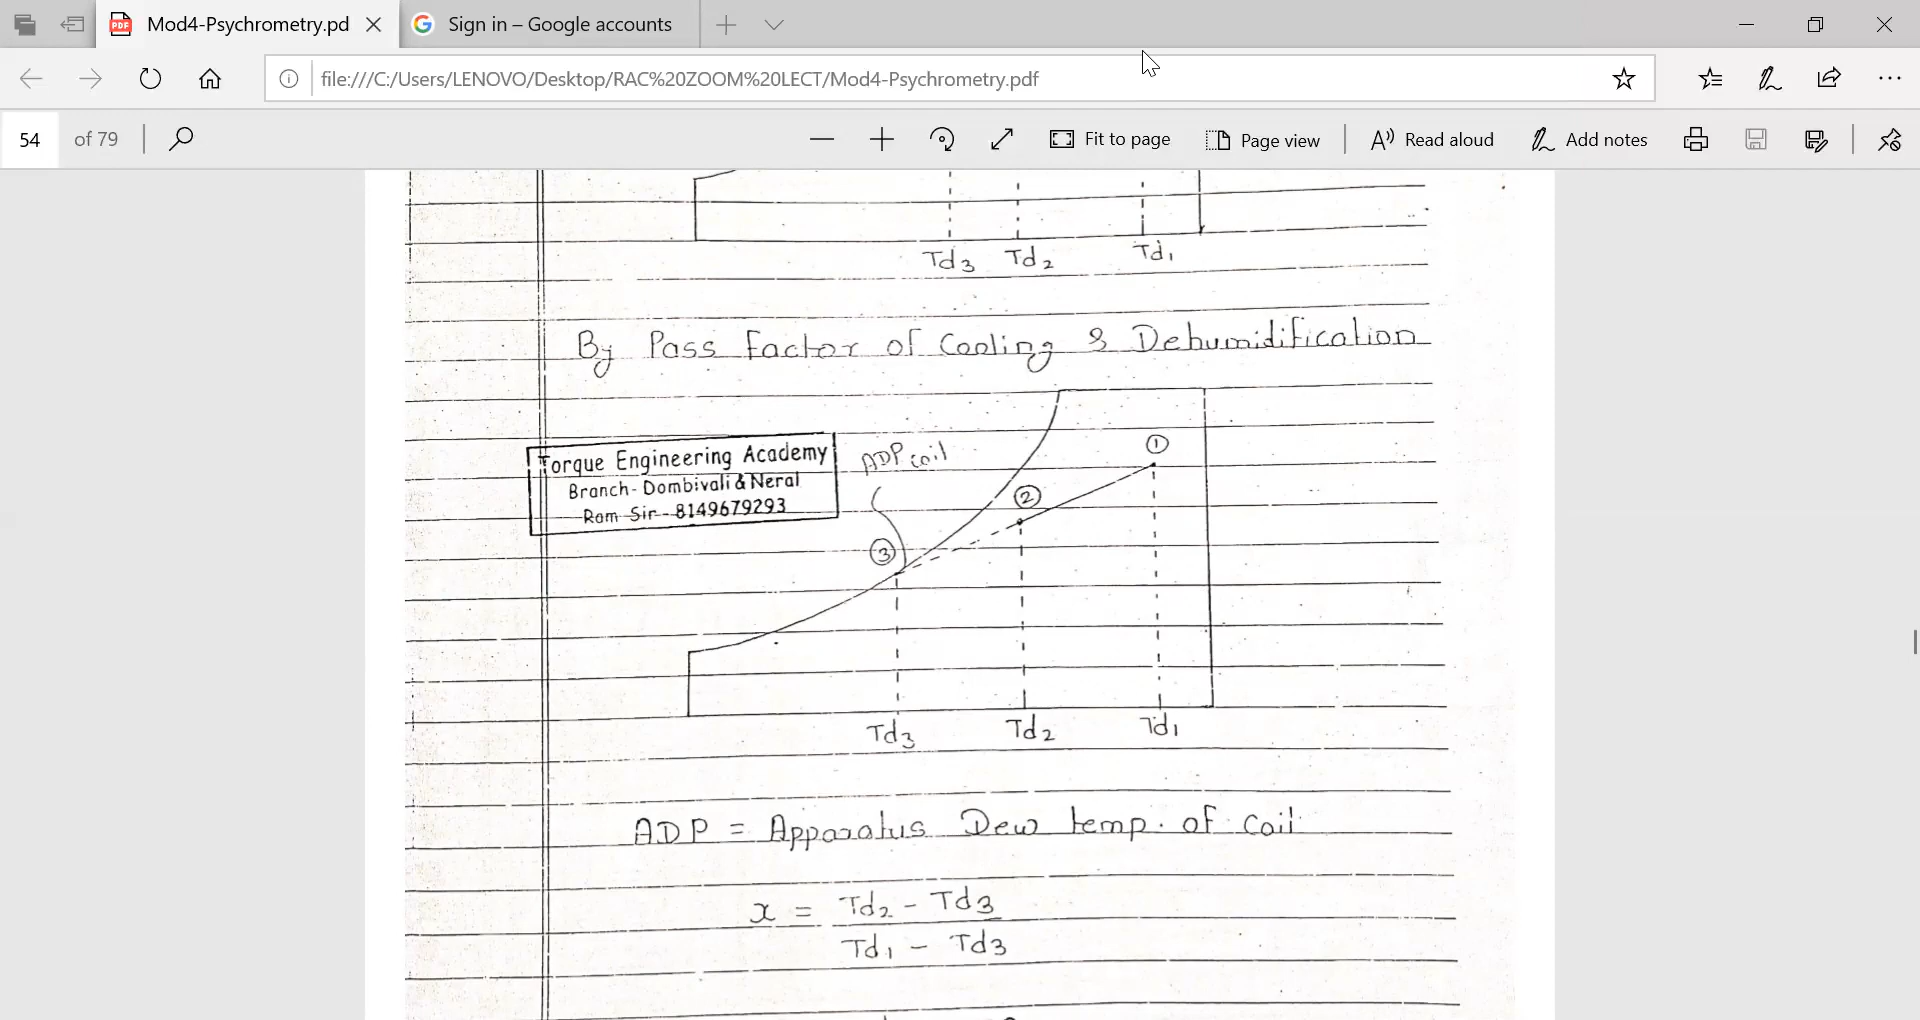 Mod4-Psychrometry.pd
Sign in – Google accounts
file:///C:/Users/LENOVO/Desktop/RAC%20ZOOM%20LECT/Mod4-Psychrometry.pdf
54 of 79
Fit to page
Page view
Read aloud
Add notes
Td3 Td2 Td1
By Pass Factor of Cooling & Dehumidification
Torque Engineering Academy
Branch-Dombivali & Neral
Ram Sir - 8149679293
ADP coil
1
2
3
Td3 Td2 Td1
ADP = Apparatus Dew temp. of Coil
x = Td2 - Td3
Td1 - Td3